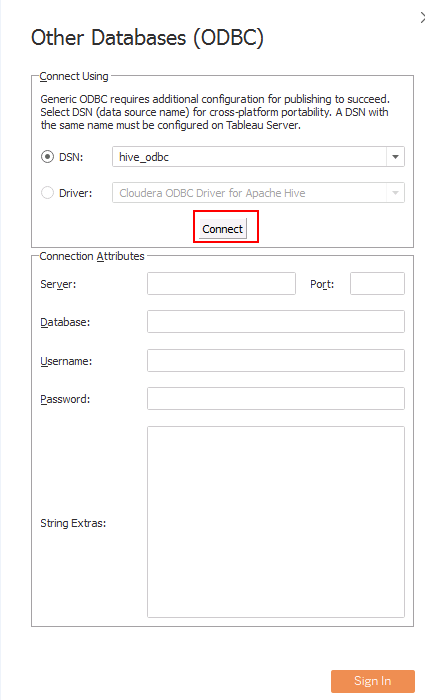 Other Databases (ODBC)
Connect Using
Generic ODBC requires additional configuration for publishing to succeed.
Select DSN (data source name) for cross-platform portability. A DSN with
the same name must be configured on Tableau Server.
DSN: hive_odbc
Driver: Cloudera ODBC Driver for Apache Hive
Connect
Connection Attributes
Server: Port:
Database:
Username:
Password:
String Extras:
Sign In